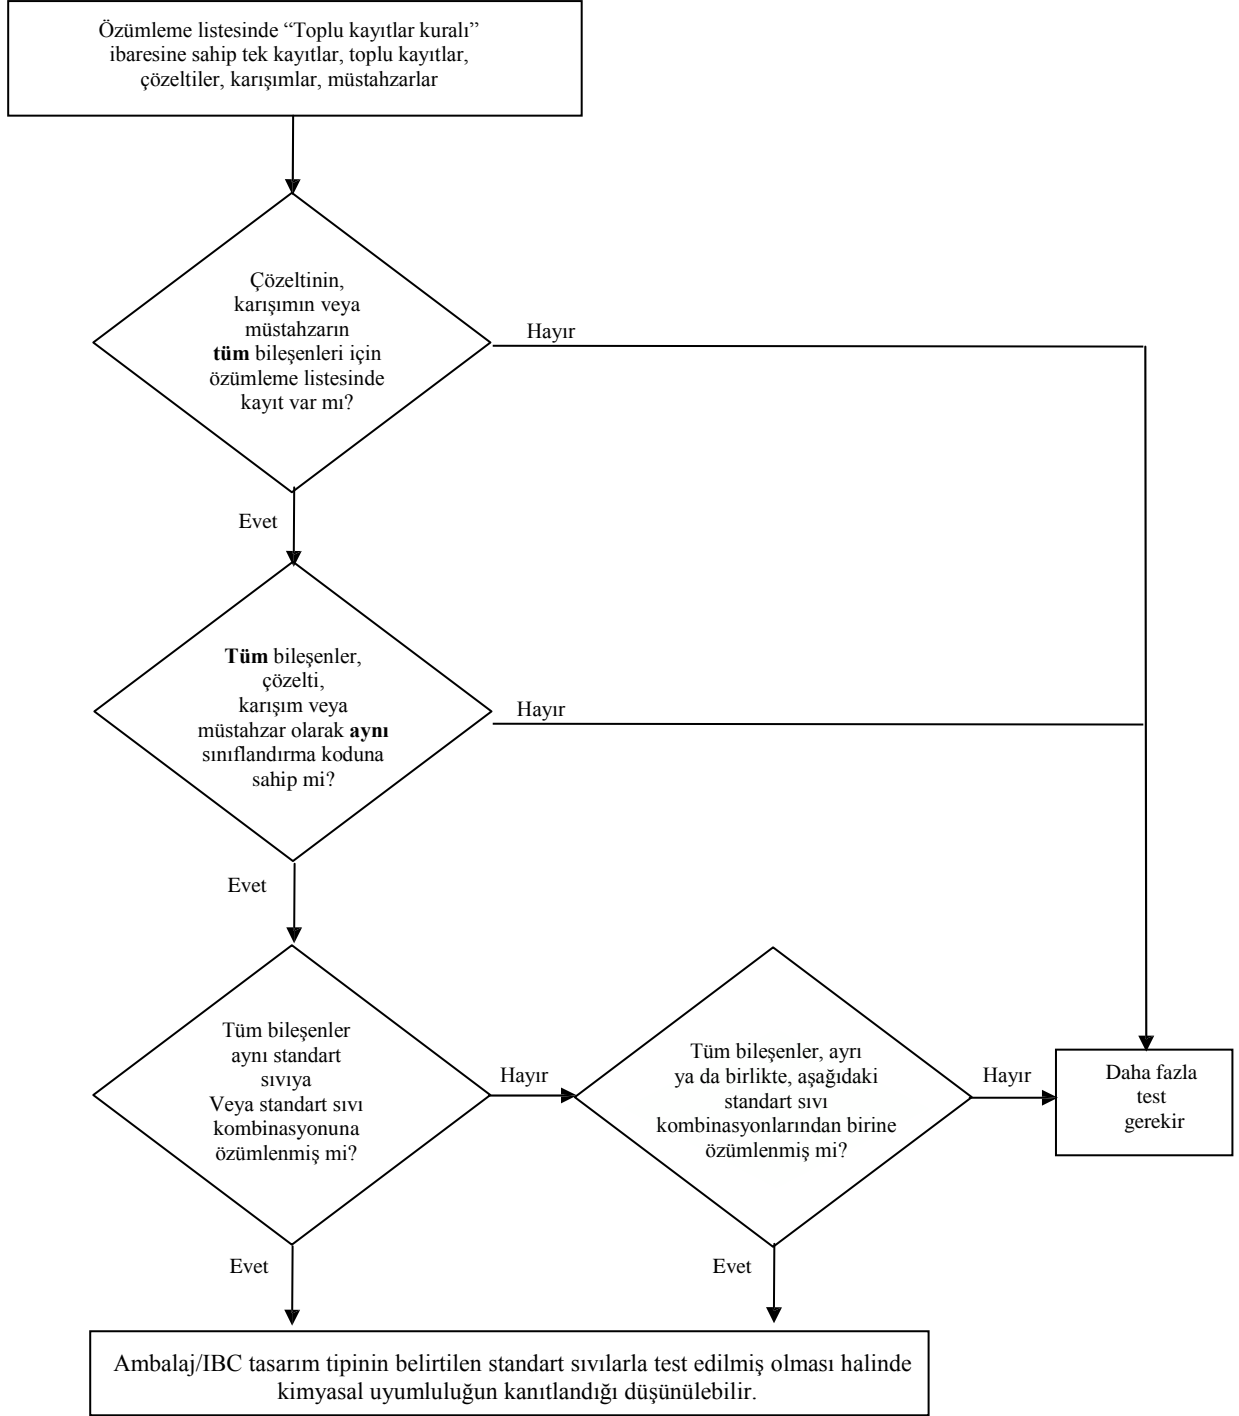 Özümleme listesinde “Toplu kayıtlar kuralı”
ibaresine sahip tek kayıtlar, toplu kayıtlar,
çözeltiler, karışımlar, müstahzarlar
Çözeltinin,
karışımın veya
müstahzarın
tüm bileşenleri için
özümleme listesinde
kayıt var mı?
Hayır
Evet
Tüm bileşenler,
çözelti,
karışım veya
müstahzar olarak aynı
sınıflandırma koduna
sahip mi?
Hayır
Evet
Tüm bileşenler
aynı standart
sıvıya
Veya standart sıvı
kombinasyonuna
özümlenmiş mi?
Hayır
Tüm bileşenler, ayrı
ya da birlikte, aşağıdaki
standart sıvı
kombinasyonlarından birine
özümlenmiş mi?
Hayır
Daha fazla
test
gerekir
Evet
Evet
Ambalaj/IBC tasarım tipinin belirtilen standart sıvılarla test edilmiş olması halinde
kimyasal uyumluluğun kanıtlandığı düşünülebilir.